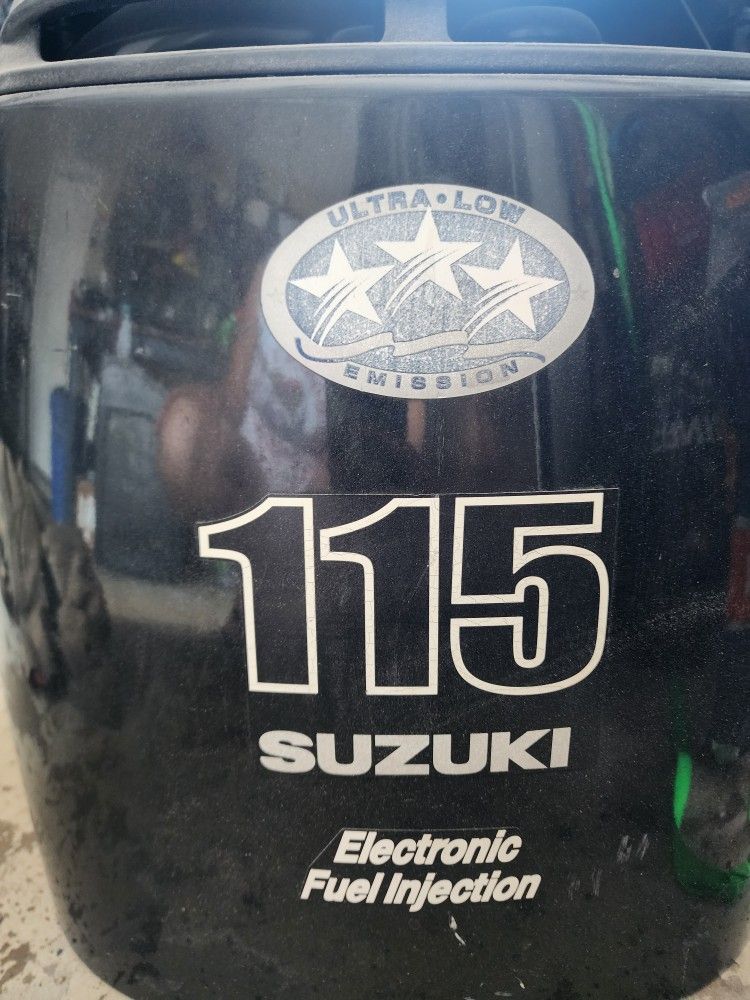 ULTRA•LOW
EMISSION
115
SUZUKI
Electronic
Fuel Injection